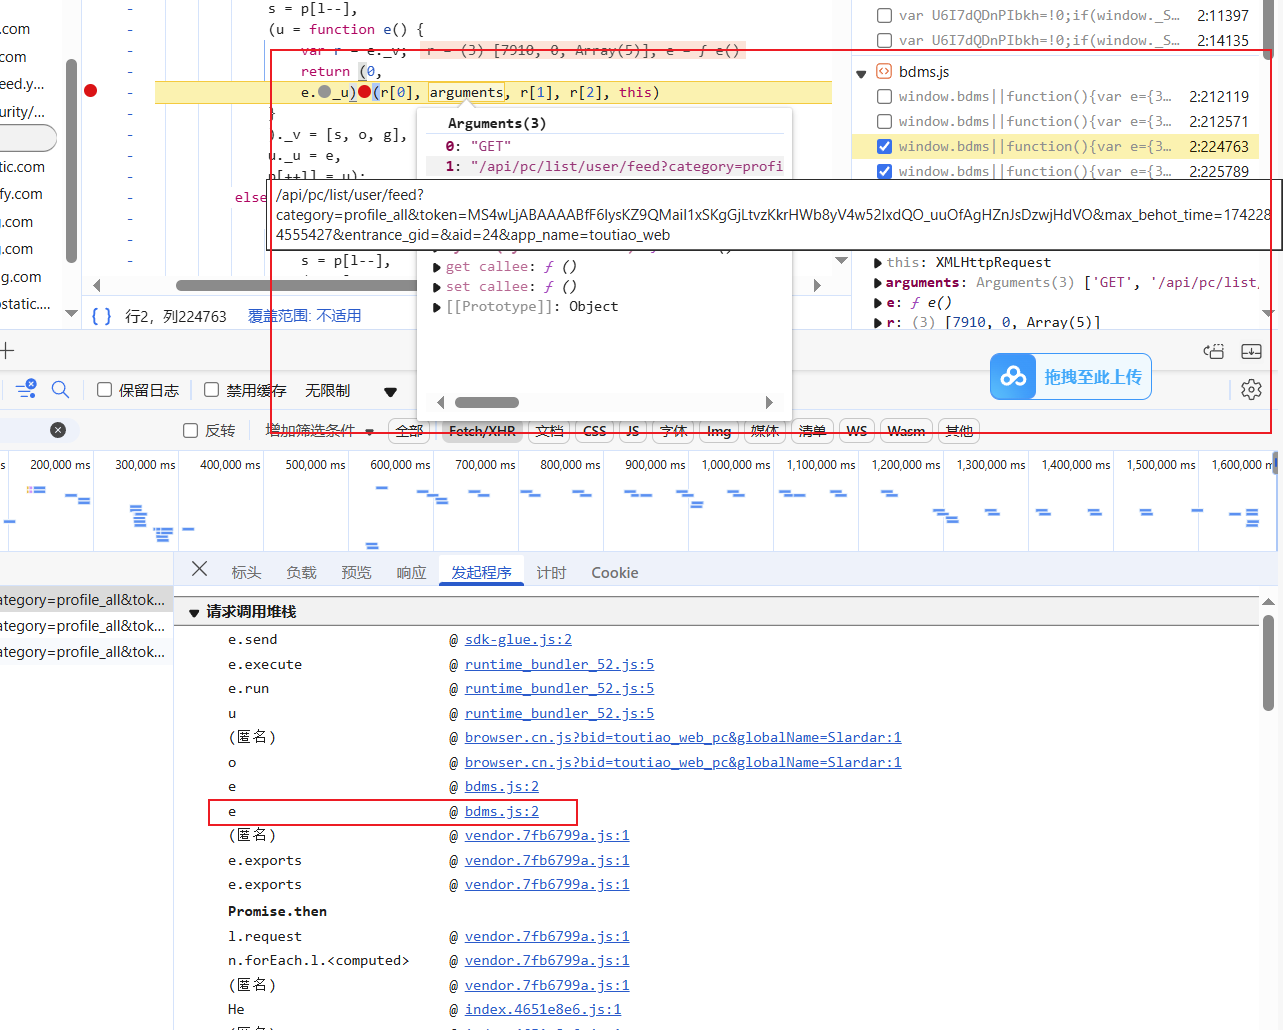 s = p[l--],
(u = function e() {
var r = e._v; r = (3) [7910, 0, Array(5)], e = ƒ e()
return (0,
e._u)(r[0], arguments, r[1], r[2], this)
}
)._v = [s, o, g],
u._u = e,
p[++l] = u);
else
s = p[l--],
.com
com
eed.y...
urity/...
tic.com
fy.com
g.com
g.com
ng.com
pstatic....
Arguments(3)
0: "GET"
1: "/api/pc/list/user/feed?category=profi
/api/pc/list/user/feed?
category=profile_all&token=MS4wLjABAAAABfF6lysKZ9QMail1xSKgGjLtvzKkrHWb8yV4w52IxdQO_uuOfAgHZnJsDzwjHdVO&max_behot_time=174228
4555427&entrance_gid=&aid=24&app_name=toutiao_web
get callee: ƒ ()
set callee: ƒ ()
[[Prototype]]: Object
var U6I7dQDnPIbkh=!0;if(window._S… 2:11397
var U6I7dQDnPIbkh=!0;if(window._S… 2:14135
bdms.js
window.bdms||function(){var e={3… 2:212119
window.bdms||function(){var e={3… 2:212571
window.bdms||function(){var e={3… 2:224763
window.bdms||function(){var e={3… 2:225789
this: XMLHttpRequest
arguments: Arguments(3) ['GET', '/api/pc/list,
e: ƒ e()
r: (3) [7910, 0, Array(5)]
{ } 行2，列224763 覆盖范围: 不适用
拖拽至此上传
保留日志 禁用缓存 无限制
反转 增加筛选条件 全部 Fetch/XHR 文档 CSS JS 字体 Img 媒体 清单 WS Wasm 其他
s 200,000 ms 300,000 ms 400,000 ms 500,000 ms 600,000 ms 700,000 ms 800,000 ms 900,000 ms 1,000,000 ms 1,100,000 ms 1,200,000 ms 1,300,000 ms 1,400,000 ms 1,500,000 ms 1,600,000 m
标头 负载 预览 响应 发起程序 计时 Cookie
ategory=profile_all&tok...
ategory=profile_all&tok...
ategory=profile_all&tok...
请求调用堆栈
e.send @ sdk-glue.js:2
e.execute @ runtime_bundler_52.js:5
e.run @ runtime_bundler_52.js:5
u @ runtime_bundler_52.js:5
(匿名) @ browser.cn.js?bid=toutiao_web_pc&globalName=Slardar:1
o @ browser.cn.js?bid=toutiao_web_pc&globalName=Slardar:1
e @ bdms.js:2
e @ bdms.js:2
(匿名) @ vendor.7fb6799a.js:1
e.exports @ vendor.7fb6799a.js:1
e.exports @ vendor.7fb6799a.js:1
Promise.then
l.request @ vendor.7fb6799a.js:1
n.forEach.l.<computed> @ vendor.7fb6799a.js:1
(匿名) @ vendor.7fb6799a.js:1
He @ index.4651e8e6.js:1